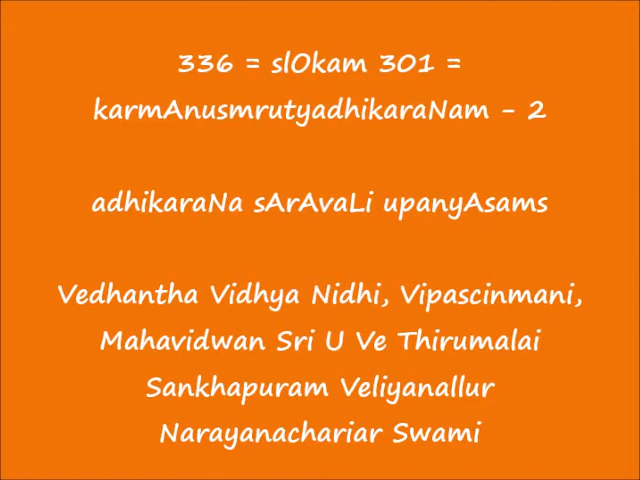 336 = slOkam 301 =
karmAnusmrutyadhikaraNam - 2
adhikaraNa sArAvaLi upanyAsams
Vedhantha Vidhya Nidhi, Vipascinmani,
Mahavidwan Sri U Ve Thirumalai
Sankhapuram Veliyanallur
Narayanachariar Swami